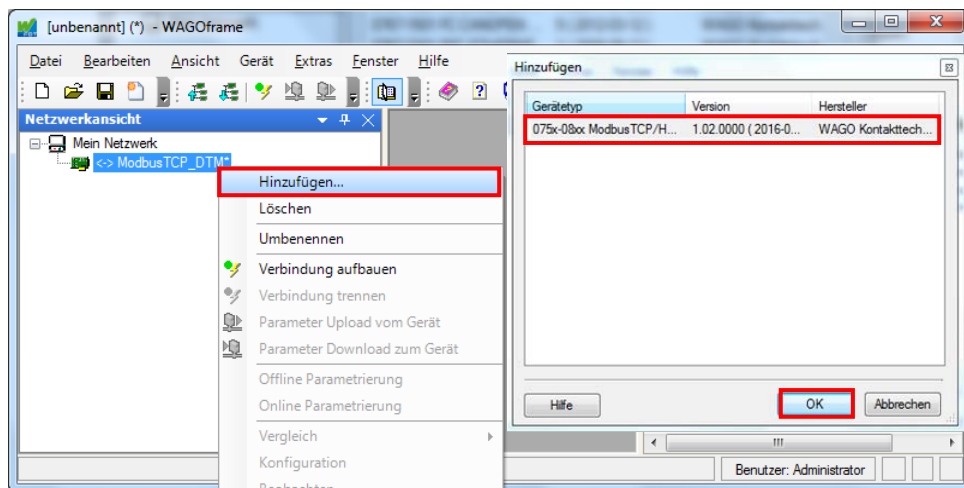 [unbenannt] (*) - WAGOframe
Datei Bearbeiten Ansicht Gerät Extras Fenster Hilfe
Netzwerkansicht
Mein Netzwerk
<-> ModbusTCP_DTM*
Hinzufügen...
Löschen
Umbenennen
Verbindung aufbauen
Verbindung trennen
Parameter Upload vom Gerät
Parameter Download zum Gerät
Offline Parametrierung
Online Parametrierung
Vergleich
Konfiguration
Beobachten
Hinzufügen
Gerätetyp Version Hersteller
075x-08xx ModbusTCP/H... 1.02.0000 ( 2016-0... WAGO Kontakttech...
Hilfe OK Abbrechen
Benutzer: Administrator